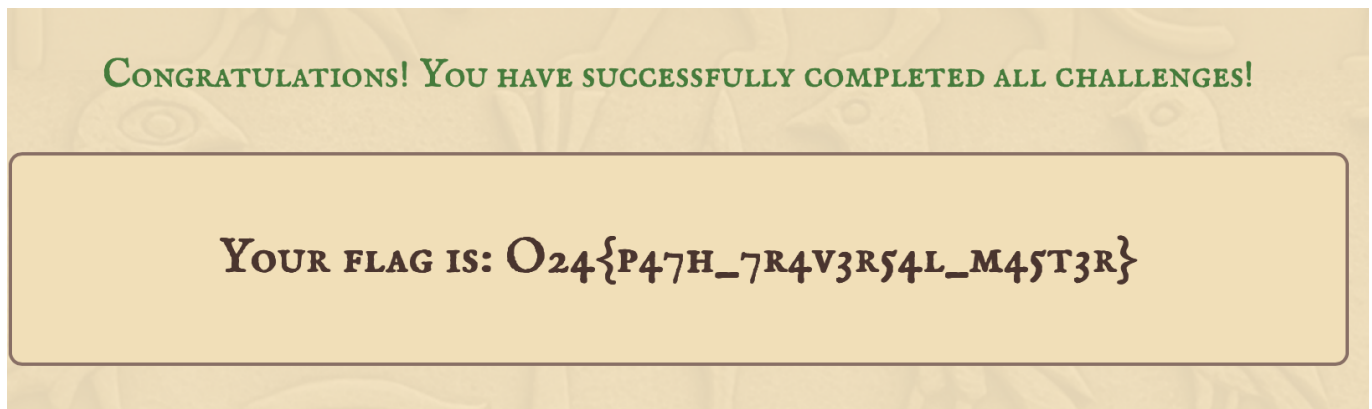 Congratulations! You have successfully completed all challenges!
Your flag is: O24{p47h_7r4v3r54l_m45t3r}